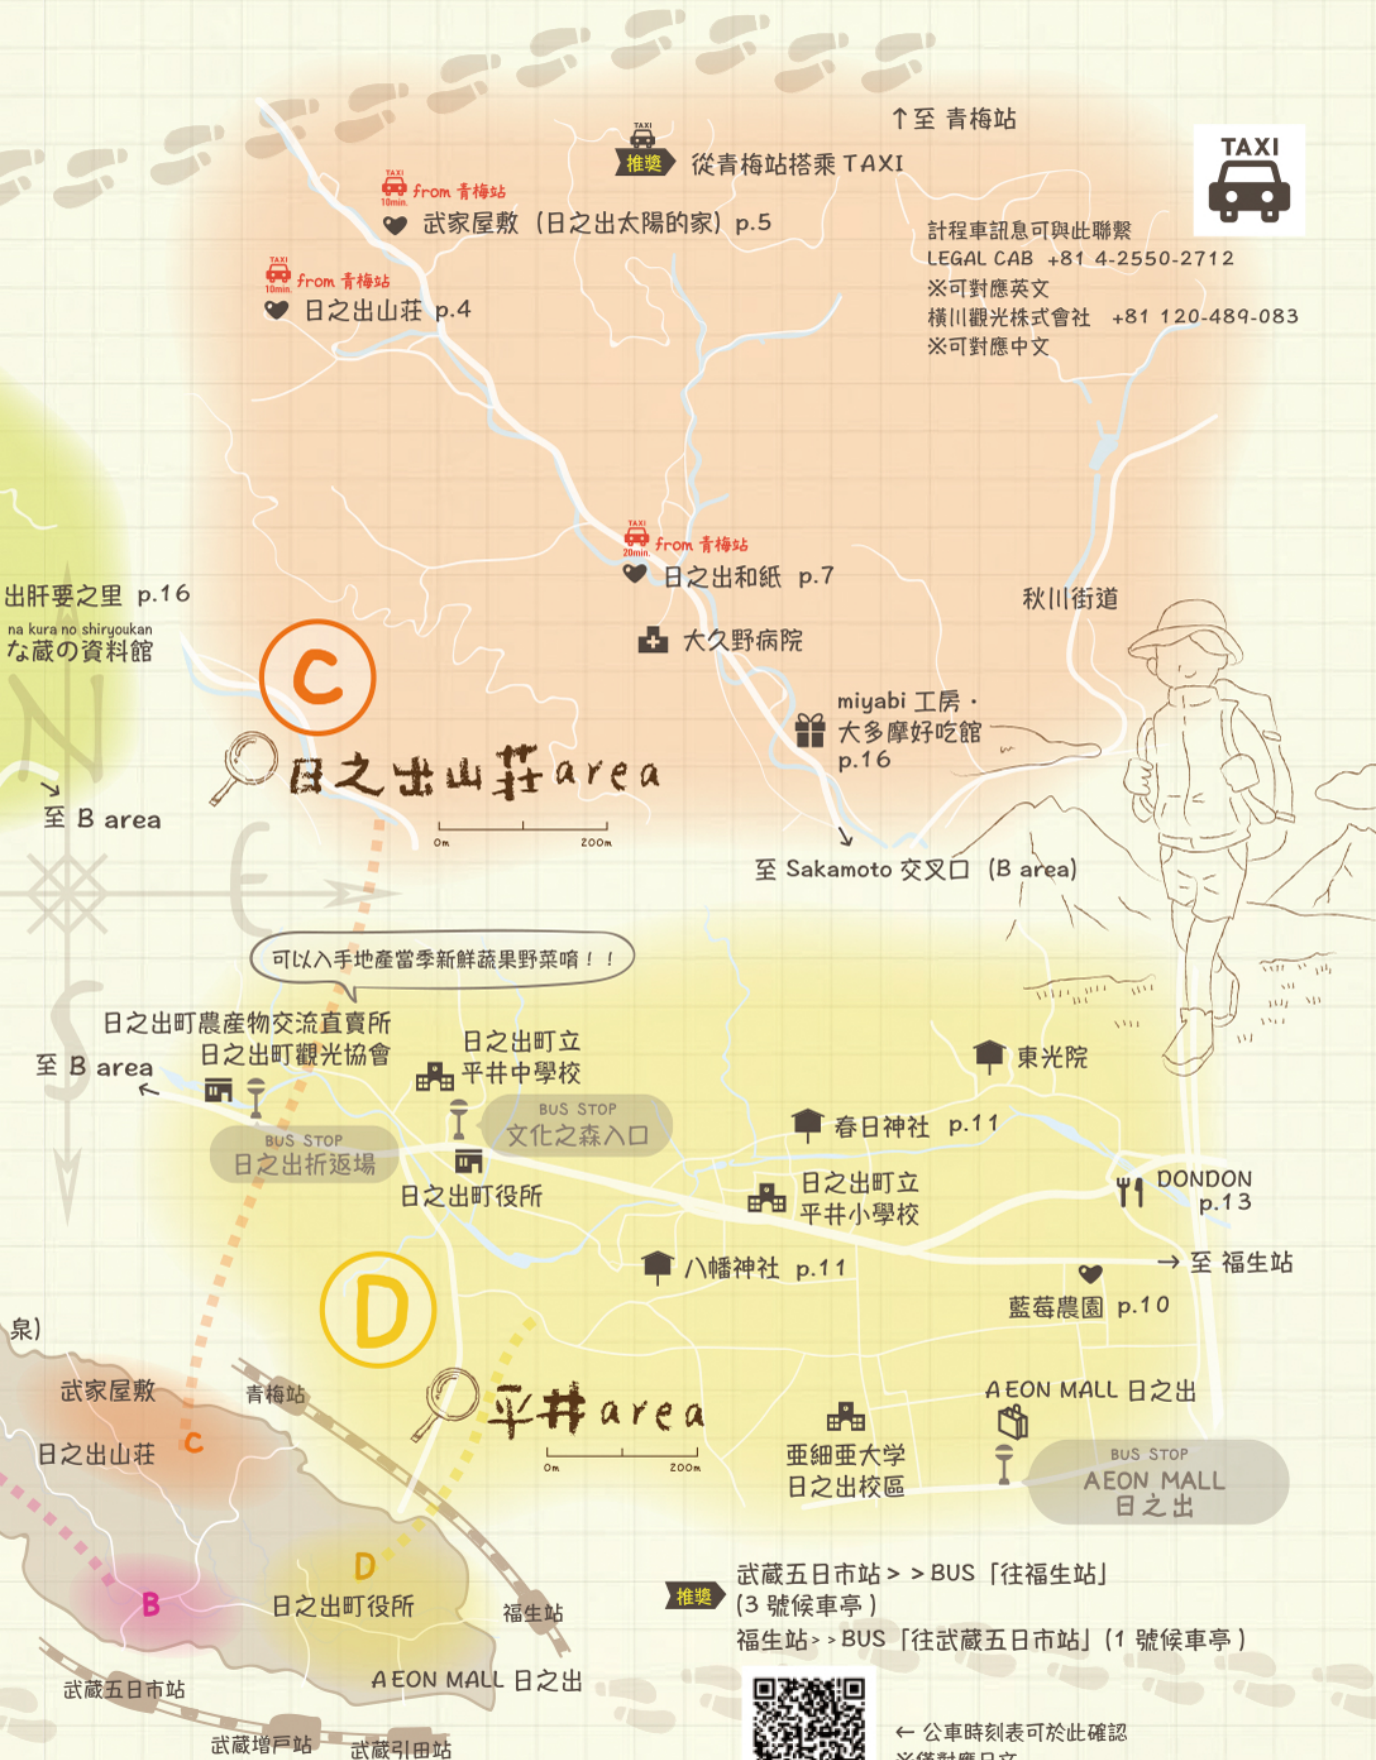 ↑至 青梅站
TAXI
推獎 從青梅站搭乘 TAXI
TAXI
計程車訊息可與此聯繫
LEGAL CAB +81 4-2550-2712
※可對應英文
橫川觀光株式會社 +81 120-489-083
※可對應中文
TAXI
10min. from 青梅站
武家屋敷（日之出太陽的家）p.5
TAXI
10min. from 青梅站
日之出山荘 p.4
TAXI
20min. from 青梅站
日之出和紙 p.7
大久野病院
秋川街道
miyabi 工房・
大多摩好吃館
p.16
出肝要之里 p.16
na kura no shiryoukan
な蔵の資料館
N
C
日之出山荘area
0m 200m
↘
至 B area
↘
至 Sakamoto 交叉口（B area）
E
S
可以入手地產當季新鮮蔬果野菜唷！！
日之出町農産物交流直賣所
日之出町觀光協會
至 B area
←
BUS STOP
日之出折返場
日之出町立
平井中學校
BUS STOP
文化之森入口
日之出町役所
東光院
春日神社 p.11
日之出町立
平井小學校
DONDON
p.13
八幡神社 p.11
→ 至 福生站
藍莓農園 p.10
D
平井area
0m 200m
AEON MALL 日之出
亜細亜大学
日之出校區
BUS STOP
AEON MALL
日之出
泉)
武家屋敷
青梅站
日之出山荘
C
B
D
日之出町役所
福生站
AEON MALL 日之出
武蔵五日市站
武蔵增戸站
武蔵引田站
推獎
武蔵五日市站＞＞BUS「往福生站」
(3 號候車亭 )
福生站>>BUS「往武蔵五日市站」(1 號候車亭 )
← 公車時刻表可於此確認
※僅對應日文